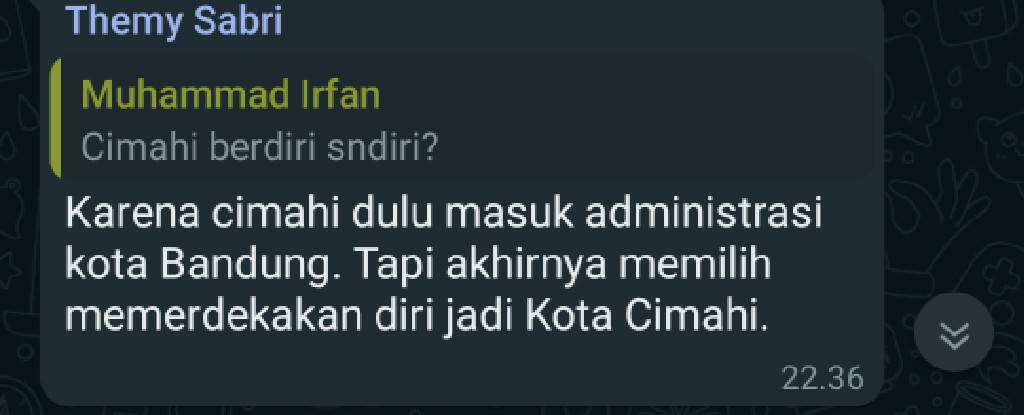 Themy Sabri
Muhammad Irfan
Cimahi berdiri sndiri?
Karena cimahi dulu masuk administrasi
kota Bandung. Tapi akhirnya memilih
memerdekakan diri jadi Kota Cimahi.
22.36